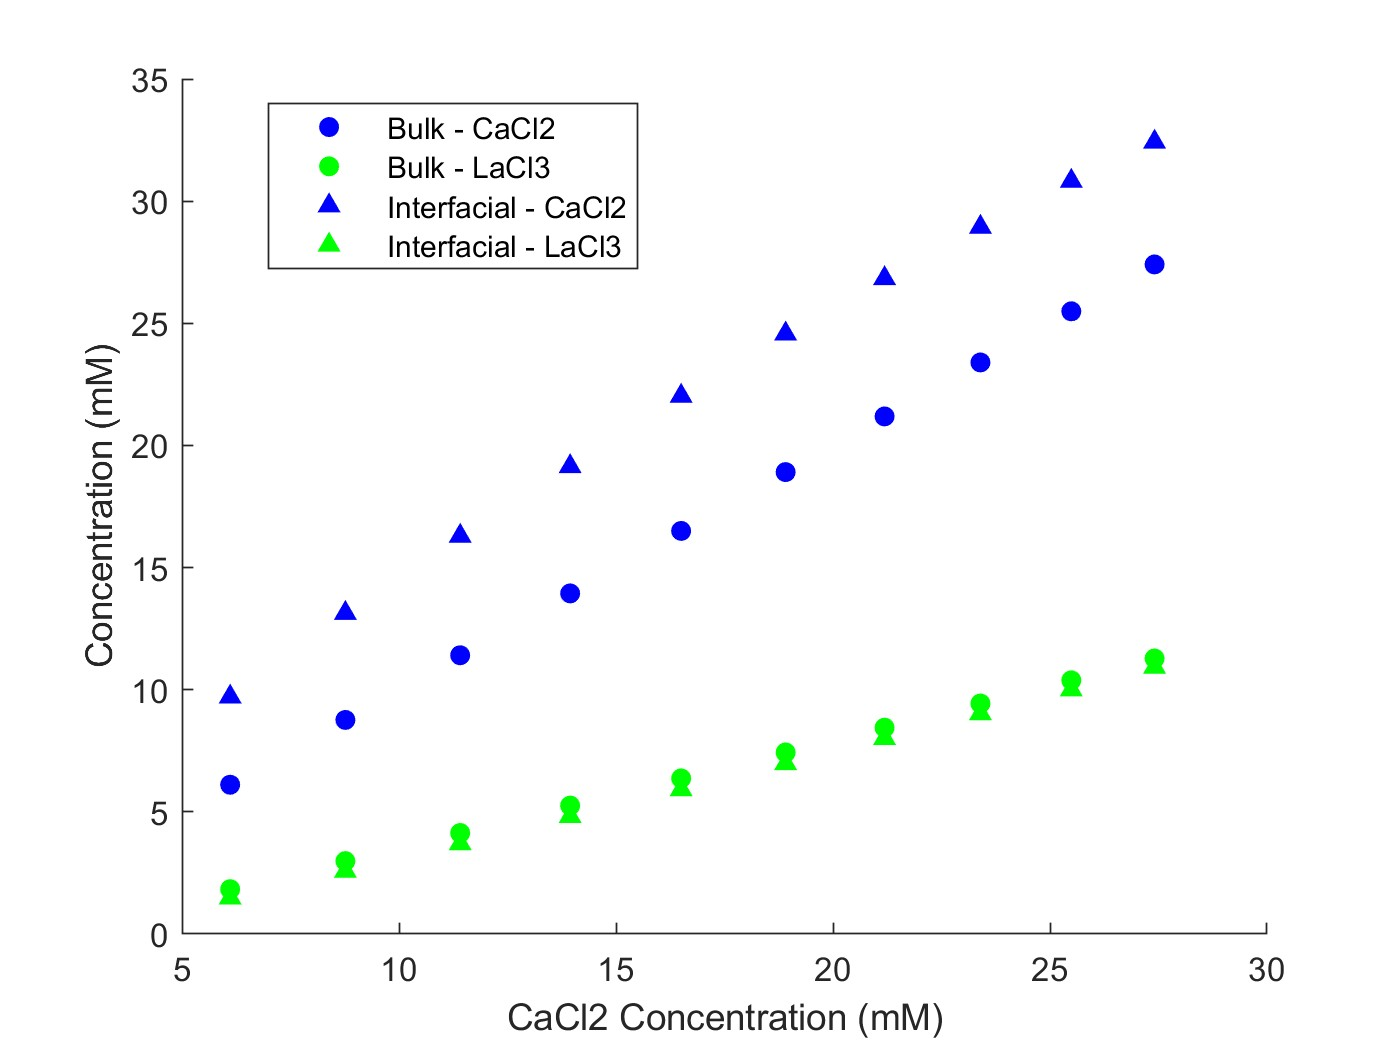 35
30
25
20
15
10
5
0
Concentration (mM)
Bulk - CaCl2
Bulk - LaCl3
Interfacial - CaCl2
Interfacial - LaCl3
5 10 15 20 25 30
CaCl2 Concentration (mM)